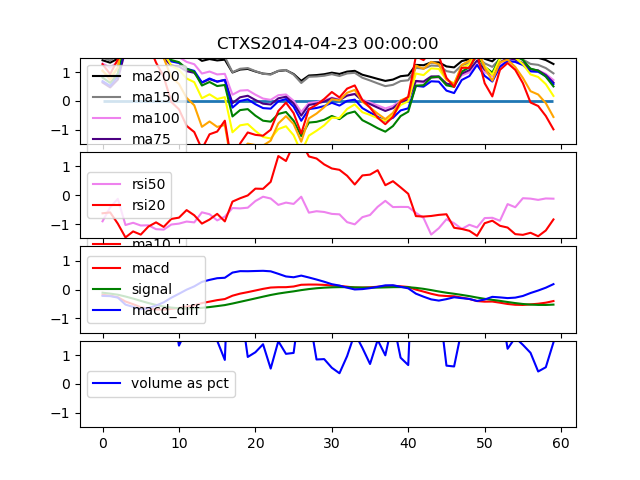 CTXS2014-04-23 00:00:00
1
0
−1
ma200
ma150
ma100
ma75
1
0
−1
rsi50
rsi20
ma10
1
0
−1
macd
signal
macd_diff
1
0
−1
volume as pct
0 10 20 30 40 50 60